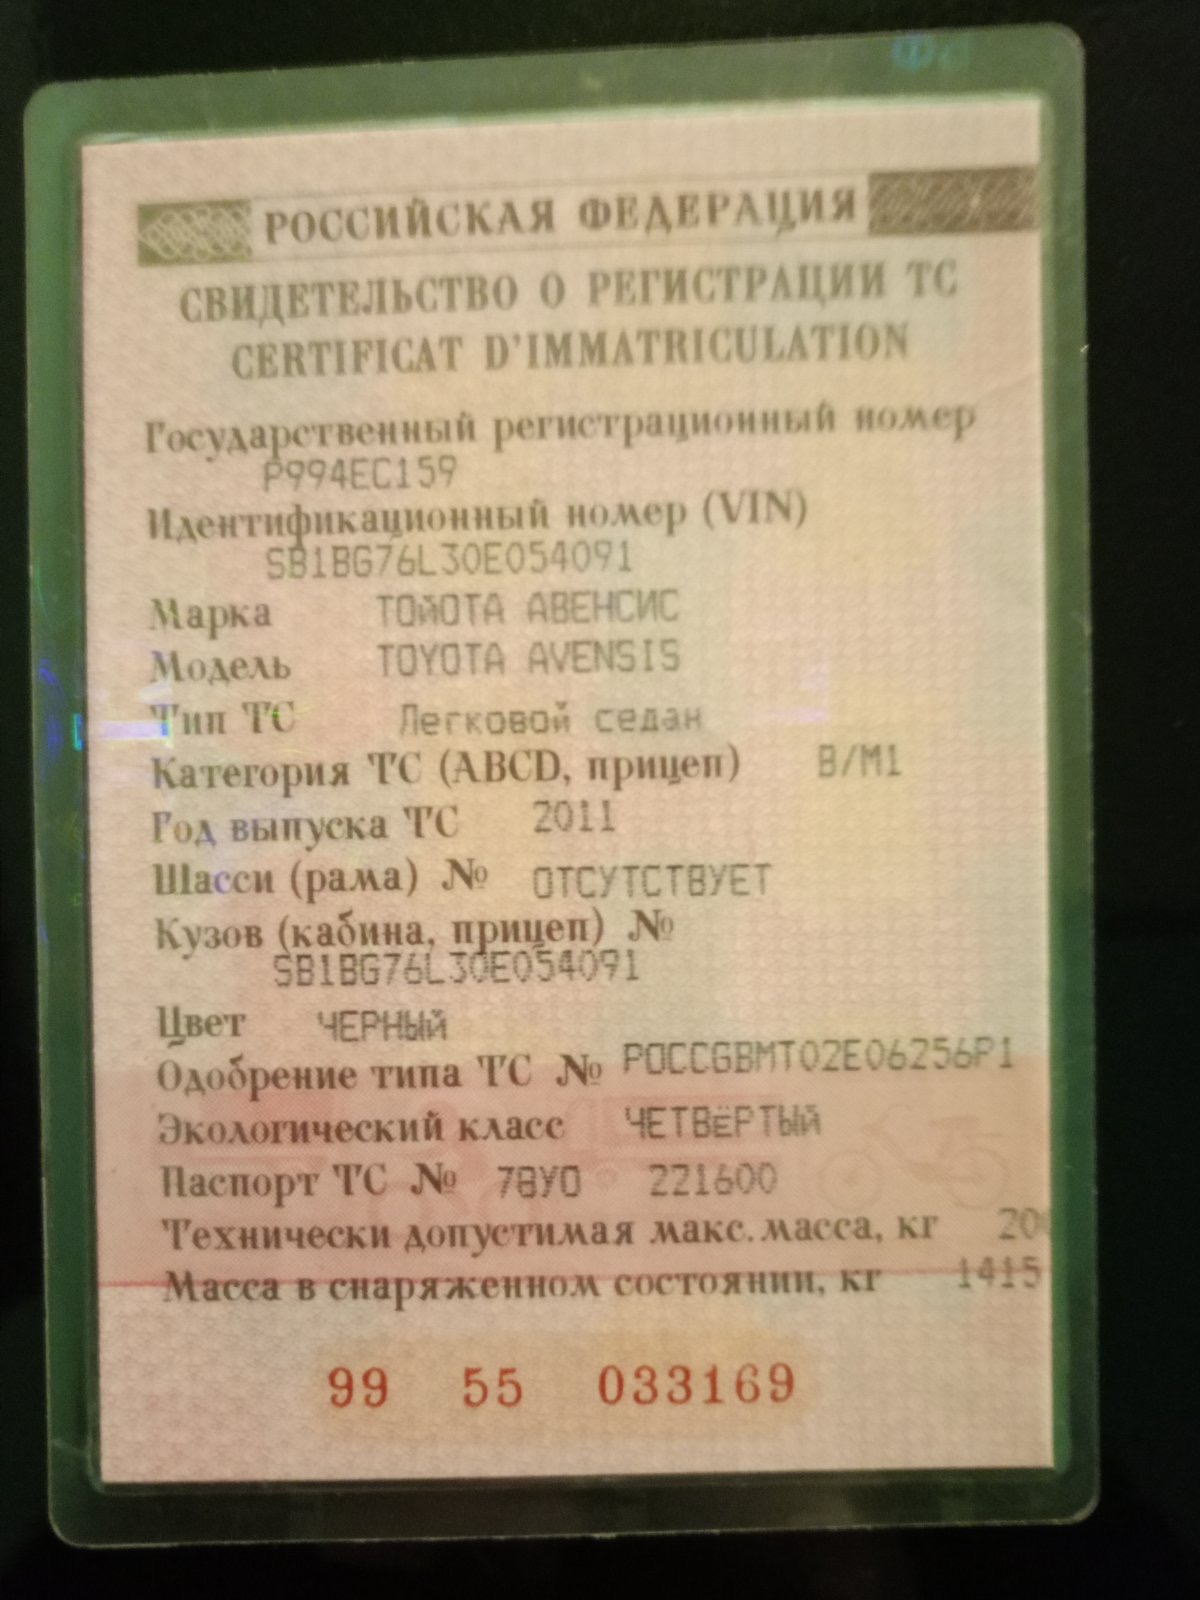 РОССИЙСКАЯ ФЕДЕРАЦИЯ
СВИДЕТЕЛЬСТВО О РЕГИСТРАЦИИ ТС
CERTIFICAT D'IMMATRICULATION
Государственный регистрационный номер
Р994ЕС159
Идентификационный номер (VIN)
SB1BG76L30E054091
Марка ТОЙОТА АВЕНСИС
Модель TOYOTA AVENSIS
Тип ТС Легковой седан
Категория ТС (ABCD, прицеп) В/М1
Год выпуска ТС 2011
Шасси (рама) № ОТСУТСТВУЕТ
Кузов (кабина, прицеп) №
SB1BG76L30E054091
Цвет ЧЕРНЫЙ
Одобрение типа ТС № РОССGBМТ02Е06256Р1
Экологический класс ЧЕТВЁРТЫЙ
Паспорт ТС № 78УО 221600
Технически допустимая макс. масса, кг
Масса в снаряженном состоянии, кг 1415
99 55 033169